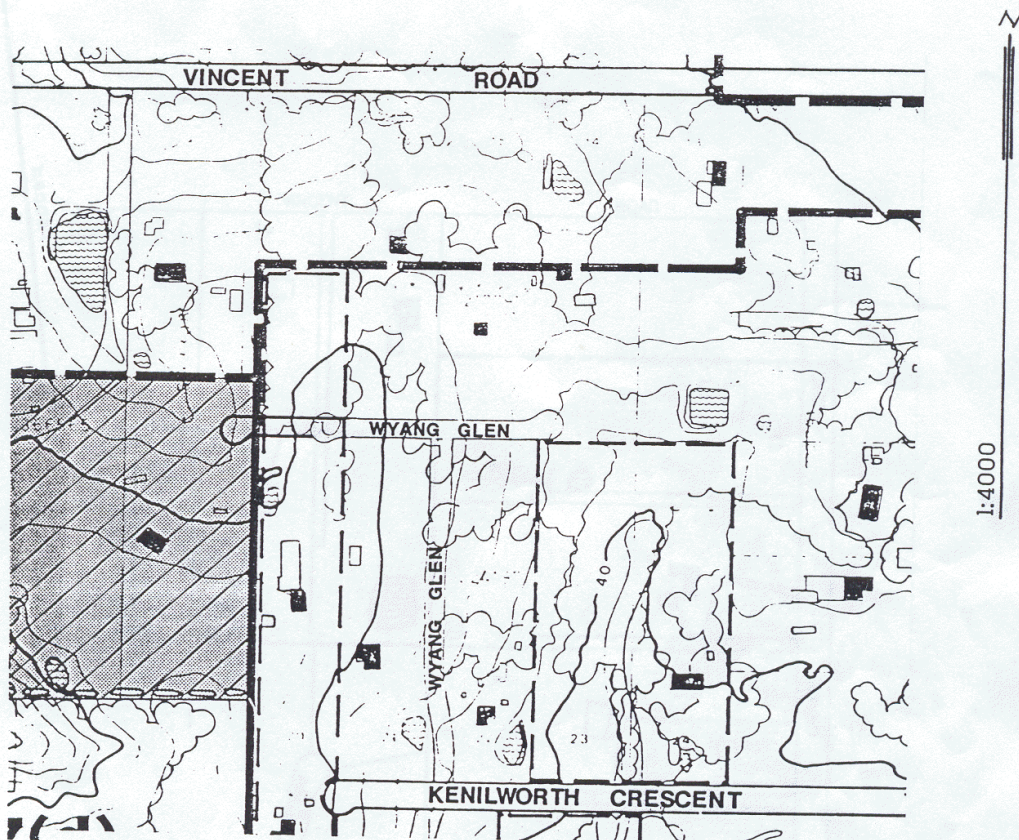 N
VINCENT ROAD
WYANG GLEN
1:4000
WYANG GLEN
40
23
KENILWORTH CRESCENT